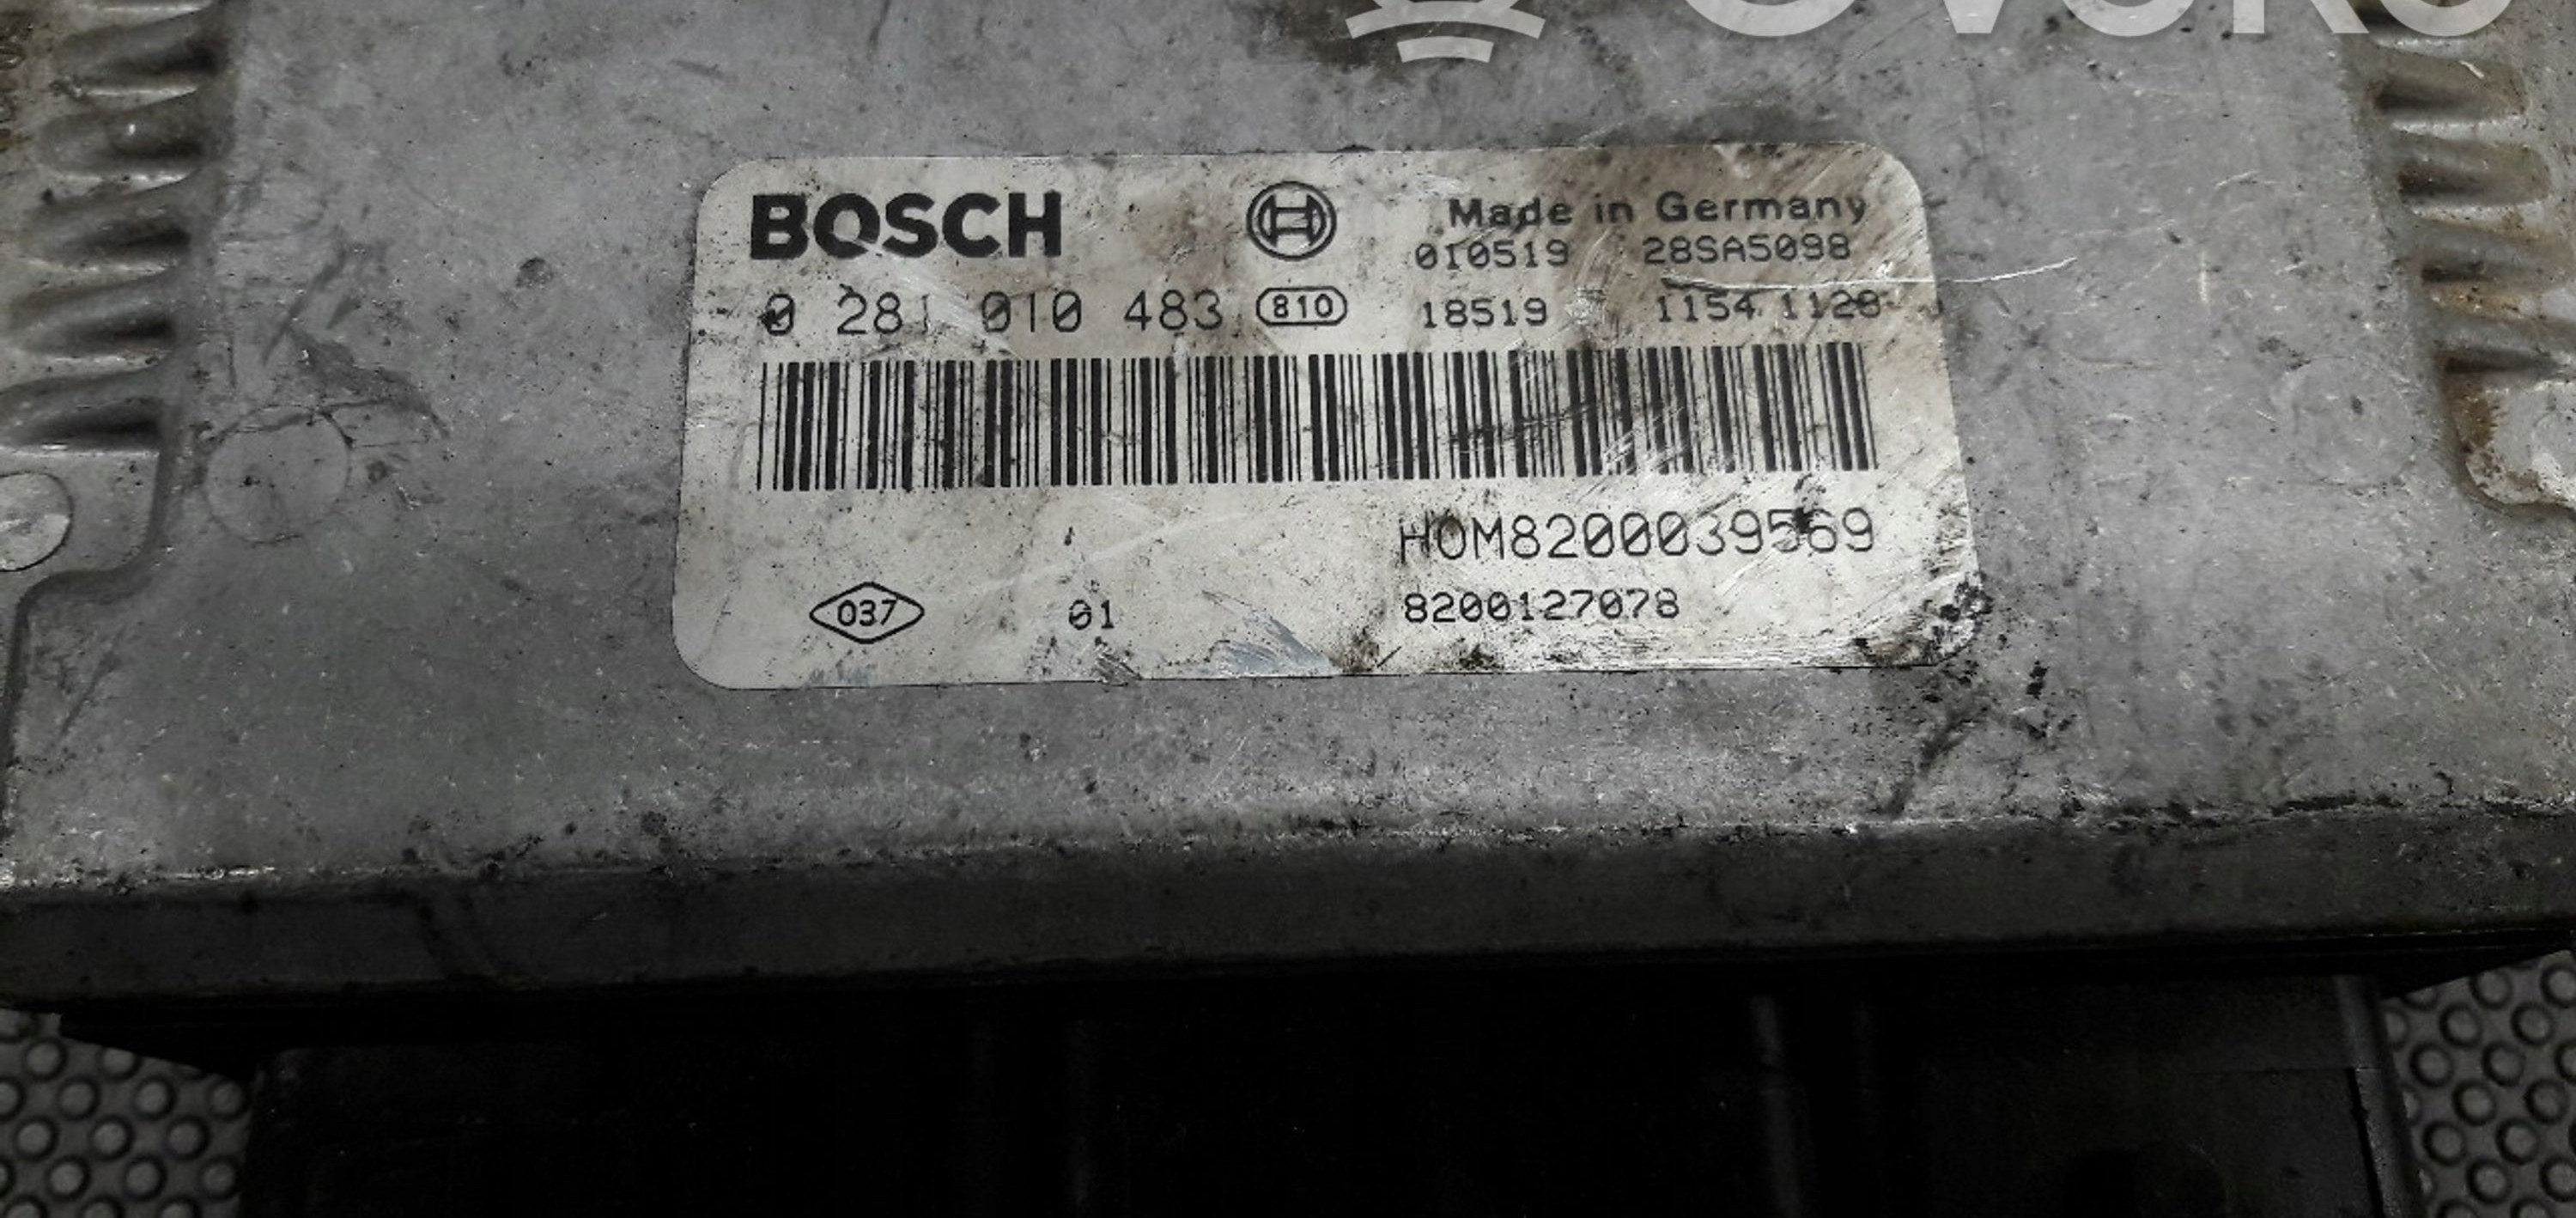 BOSCH Made in Germany
010519 28SA5098
0 281 010 483 810 18519 1154 1128
HOM8200039569
037 01 8200127078